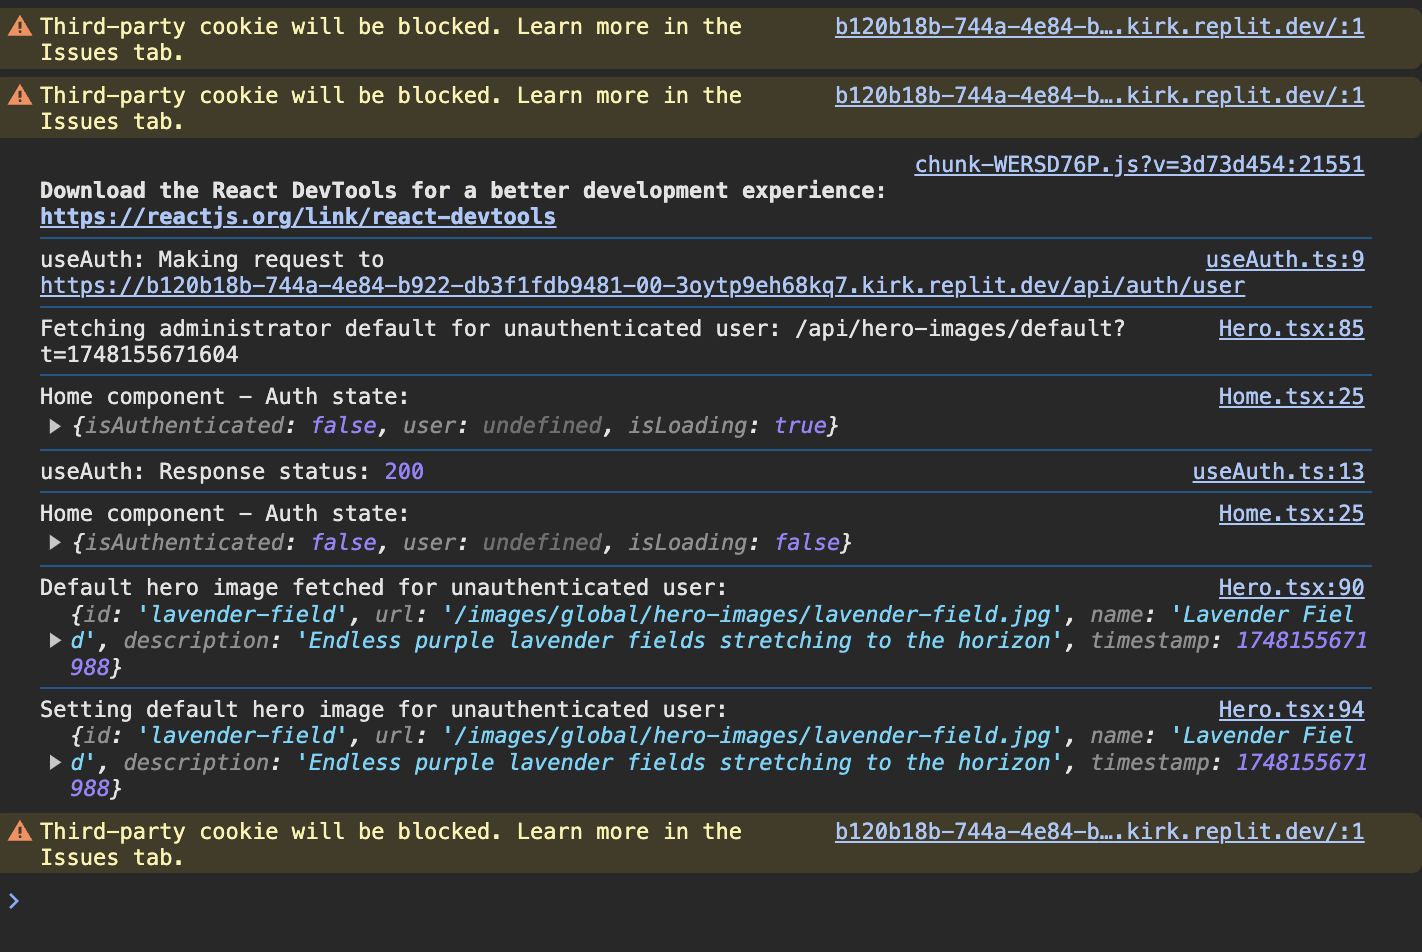 Third-party cookie will be blocked. Learn more in the b120b18b-744a-4e84-b….kirk.replit.dev/:1
Issues tab.
Third-party cookie will be blocked. Learn more in the b120b18b-744a-4e84-b….kirk.replit.dev/:1
Issues tab.
chunk-WERSD76P.js?v=3d73d454:21551
Download the React DevTools for a better development experience:
https://reactjs.org/link/react-devtools
useAuth: Making request to useAuth.ts:9
https://b120b18b-744a-4e84-b922-db3f1fdb9481-00-3oytp9eh68kq7.kirk.replit.dev/api/auth/user
Fetching administrator default for unauthenticated user: /api/hero-images/default? Hero.tsx:85
t=1748155671604
Home component – Auth state: Home.tsx:25
{isAuthenticated: false, user: undefined, isLoading: true}
useAuth: Response status: 200 useAuth.ts:13
Home component – Auth state: Home.tsx:25
{isAuthenticated: false, user: undefined, isLoading: false}
Default hero image fetched for unauthenticated user: Hero.tsx:90
{id: 'lavender-field', url: '/images/global/hero-images/lavender-field.jpg', name: 'Lavender Fiel
d', description: 'Endless purple lavender fields stretching to the horizon', timestamp: 1748155671
988}
Setting default hero image for unauthenticated user: Hero.tsx:94
{id: 'lavender-field', url: '/images/global/hero-images/lavender-field.jpg', name: 'Lavender Fiel
d', description: 'Endless purple lavender fields stretching to the horizon', timestamp: 1748155671
988}
Third-party cookie will be blocked. Learn more in the b120b18b-744a-4e84-b….kirk.replit.dev/:1
Issues tab.